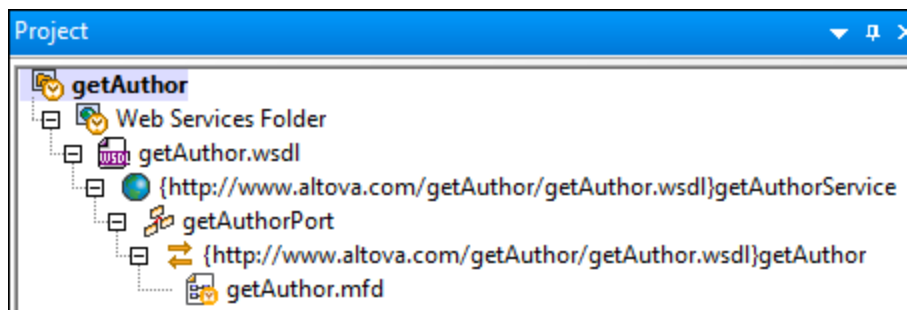 Project
getAuthor
Web Services Folder
WSDL getAuthor.wsdl
{http://www.altova.com/getAuthor/getAuthor.wsdl}getAuthorService
getAuthorPort
{http://www.altova.com/getAuthor/getAuthor.wsdl}getAuthor
getAuthor.mfd